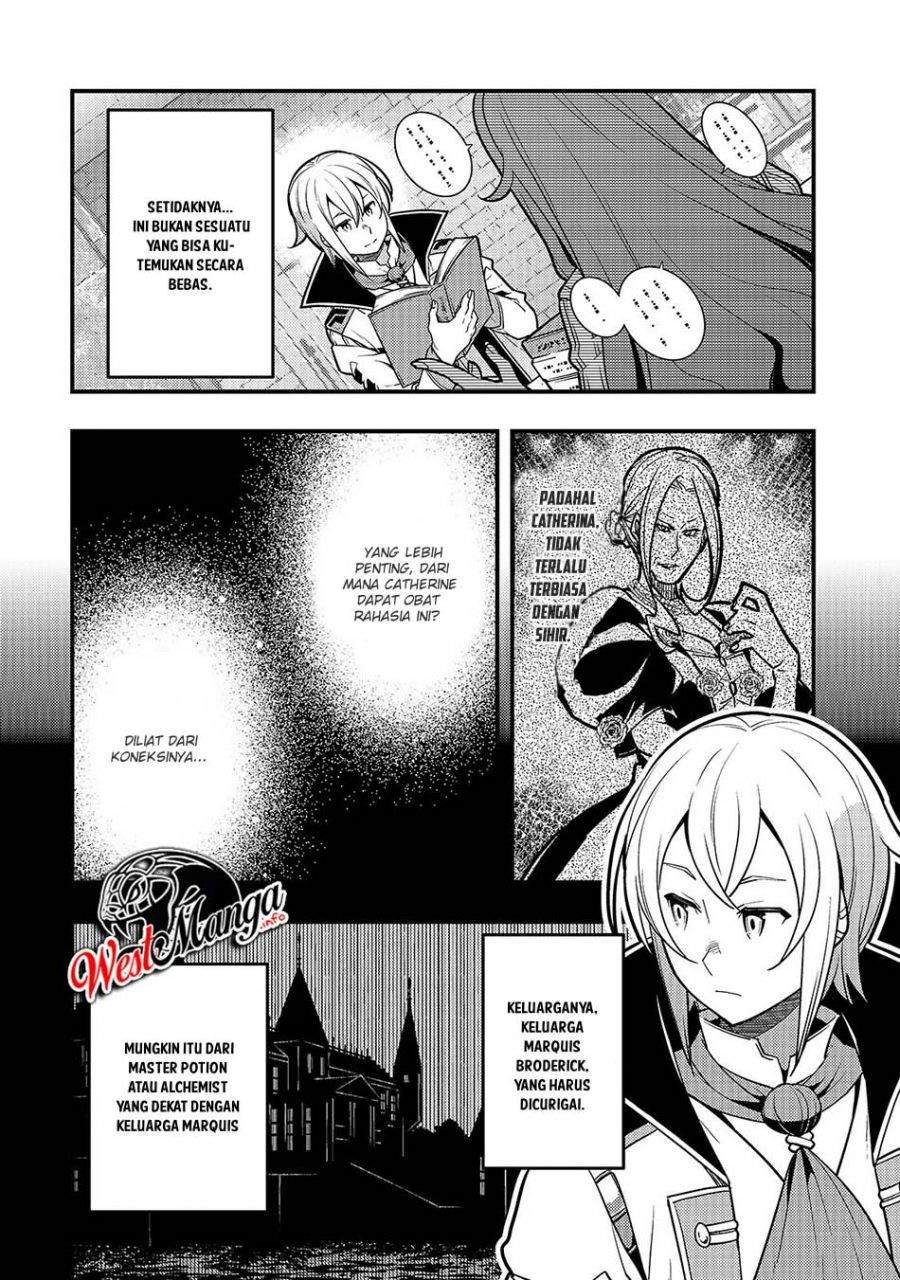 SETIDAKNYA...
INI BUKAN SESUATU
YANG BISA KU-
TEMUKAN SECARA
BEBAS.
PADAHAL
CATHERINA,
TIDAK
TERLALU
TERBIASA
DENGAN
SIHIR.
YANG LEBIH
PENTING, DARI
MANA CATHERINE
DAPAT OBAT
RAHASIA INI?
DILIAT DARI
KONEKSINYA...
WestManga
.info
KELUARGANYA,
KELUARGA
MARQUIS
BRODERICK,
YANG HARUS
DICURIGAI.
MUNGKIN ITU DARI
MASTER POTION
ATAU ALCHEMIST
YANG DEKAT DENGAN
KELUARGA MARQUIS